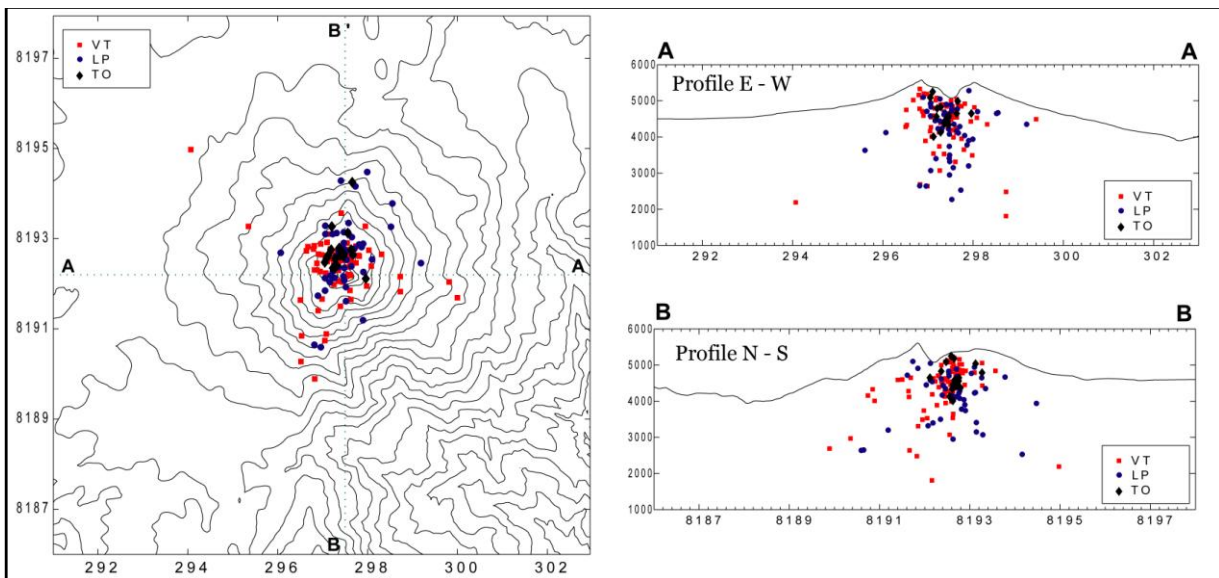 B '
8197
8195
8193
8191
8189
8187
VT
LP
TO
A
A
B
292
294
296
298
300
302
A
A
6000
5000
4000
3000
2000
1000
Profile E - W
VT
LP
TO
292
294
296
298
300
302
B
B
6000
5000
4000
3000
2000
1000
Profile N - S
VT
LP
TO
8187
8189
8191
8193
8195
8197